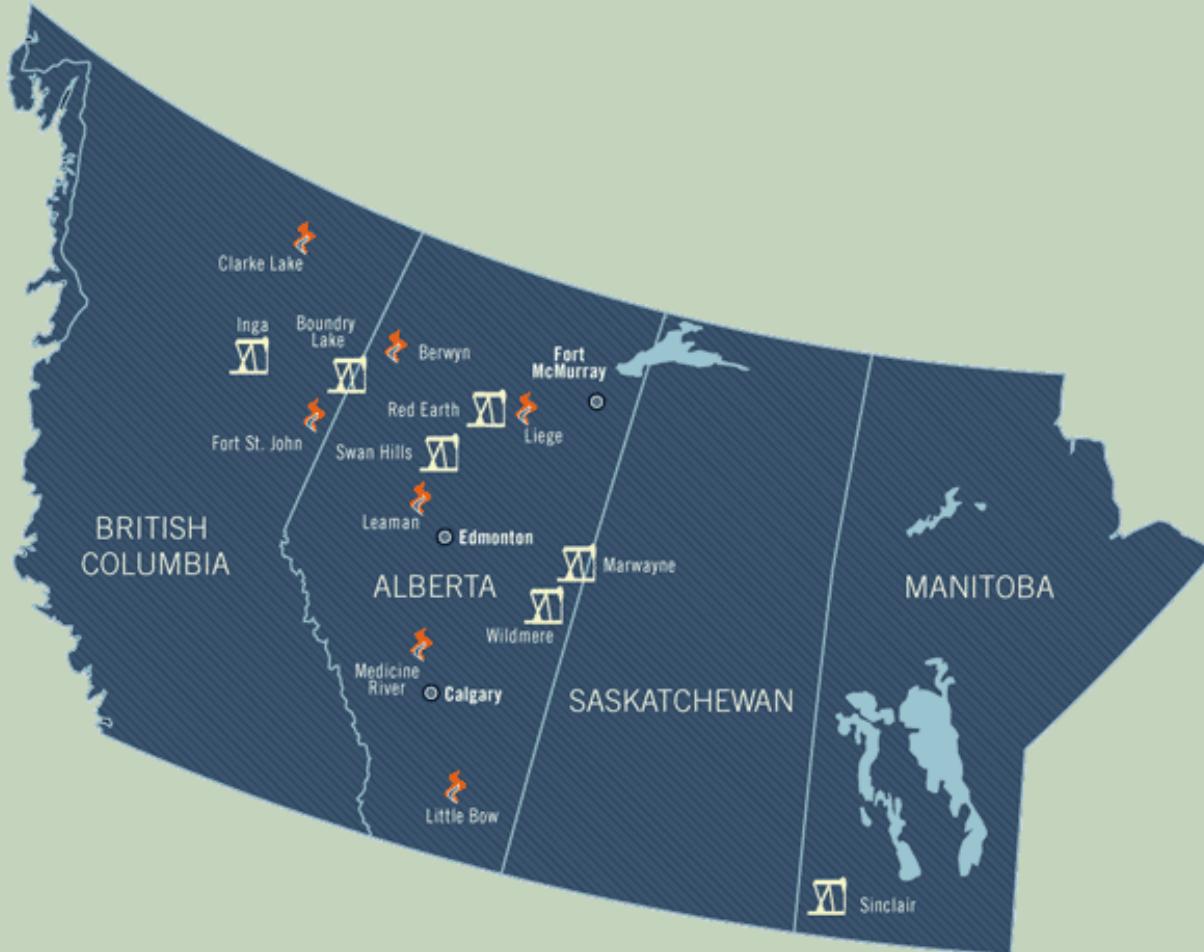 Clarke Lake
Inga
Boundry
Lake
Berwyn
Fort
McMurray
Red Earth
Liege
Fort St. John
Swan Hills
Leaman
Edmonton
BRITISH
COLUMBIA
ALBERTA
Marwayne
MANITOBA
Wildmere
Medicine
River
Calgary
SASKATCHEWAN
Little Bow
Sinclair